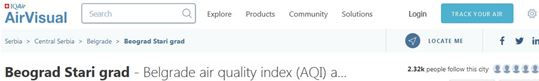 IQAir
AirVisual
Search
Explore Products Community Solutions
Login
TRACK YOUR AIR
Serbia > Central Serbia > Belgrade > Beograd Stari grad
LOCATE ME
Beograd Stari grad - Belgrade air quality index (AQI) a...
2.32k people follow this city